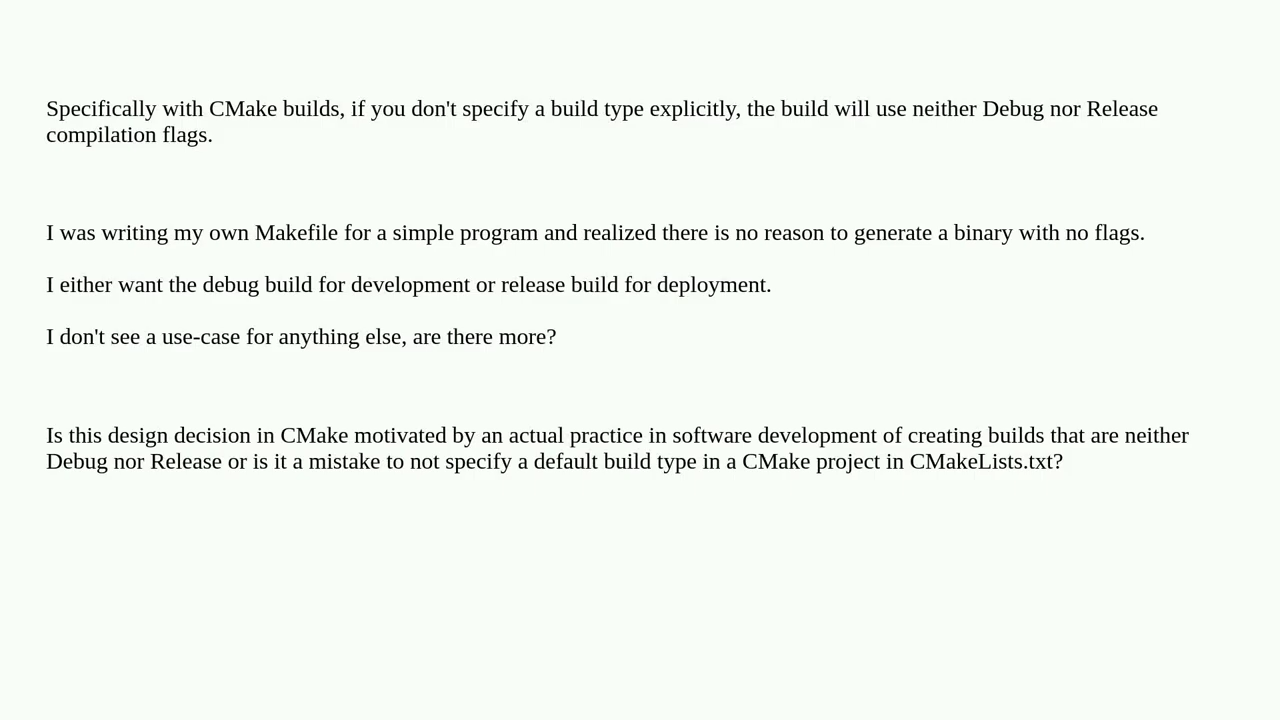 Specifically with CMake builds, if you don't specify a build type explicitly, the build will use neither Debug nor Release
compilation flags.
I was writing my own Makefile for a simple program and realized there is no reason to generate a binary with no flags.
I either want the debug build for development or release build for deployment.
I don't see a use-case for anything else, are there more?
Is this design decision in CMake motivated by an actual practice in software development of creating builds that are neither
Debug nor Release or is it a mistake to not specify a default build type in a CMake project in CMakeLists.txt?